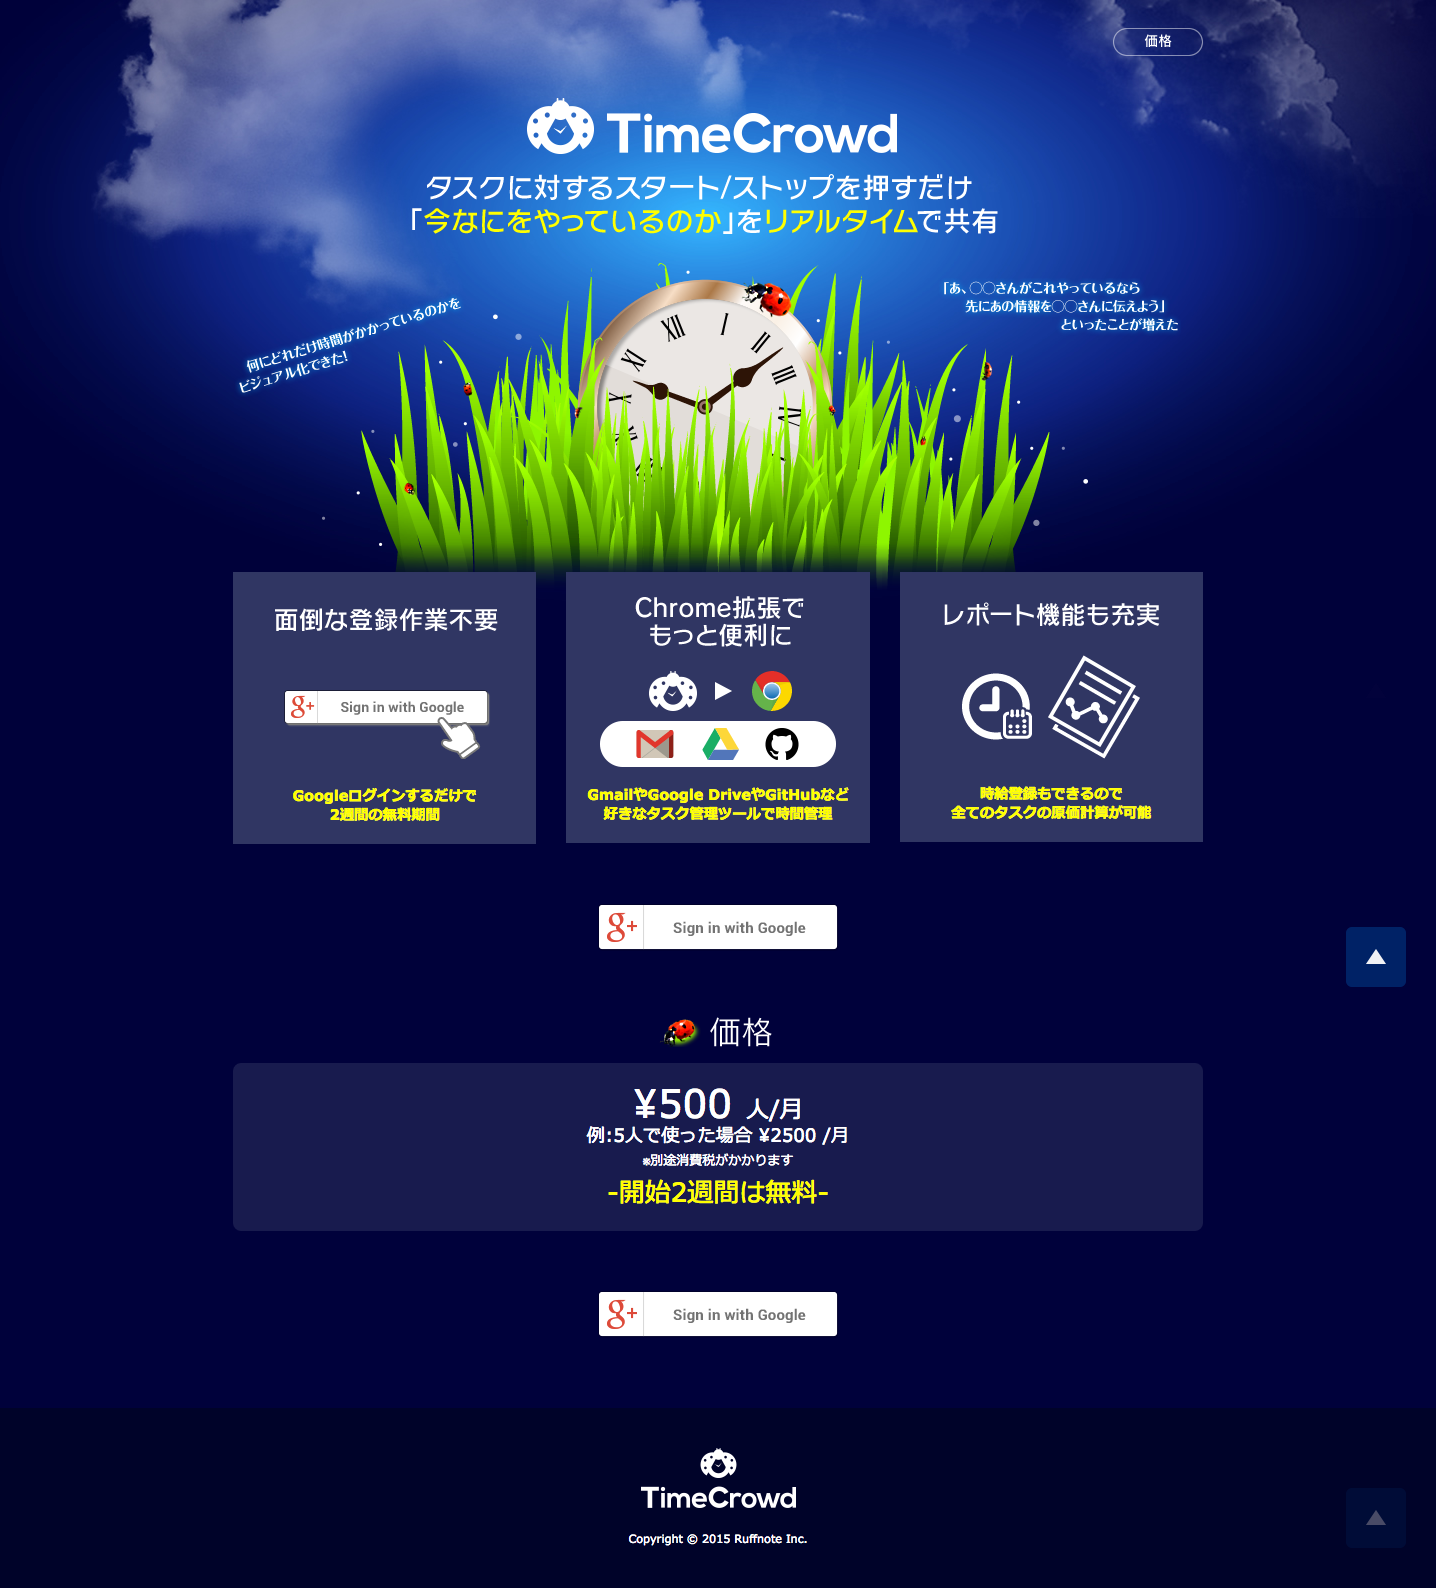 価格
TimeCrowd
タスクに対するスタート/ストップを押すだけ
「今なにをやっているのか」をリアルタイムで共有
「あ、〇〇さんがこれやっているなら
先にあの情報を〇〇さんに伝えよう」
といったことが増えた
何にどれだけ時間がかかっているのかを
ビジュアル化できた!
XII
I
II
III
IIII
XI
X
面倒な登録作業不要
g+ Sign in with Google
Googleログインするだけで
2週間の無料期間
Chrome拡張で
もっと便利に
GmailやGoogle DriveやGitHubなど
好きなタスク管理ツールで時間管理
レポート機能も充実
時給登録もできるので
全てのタスクの原価計算が可能
g+ Sign in with Google
価格
¥500 人/月
例:5人で使った場合 ¥2500 /月
※別途消費税がかかります
-開始2週間は無料-
g+ Sign in with Google
TimeCrowd
Copyright © 2015 Ruffnote Inc.